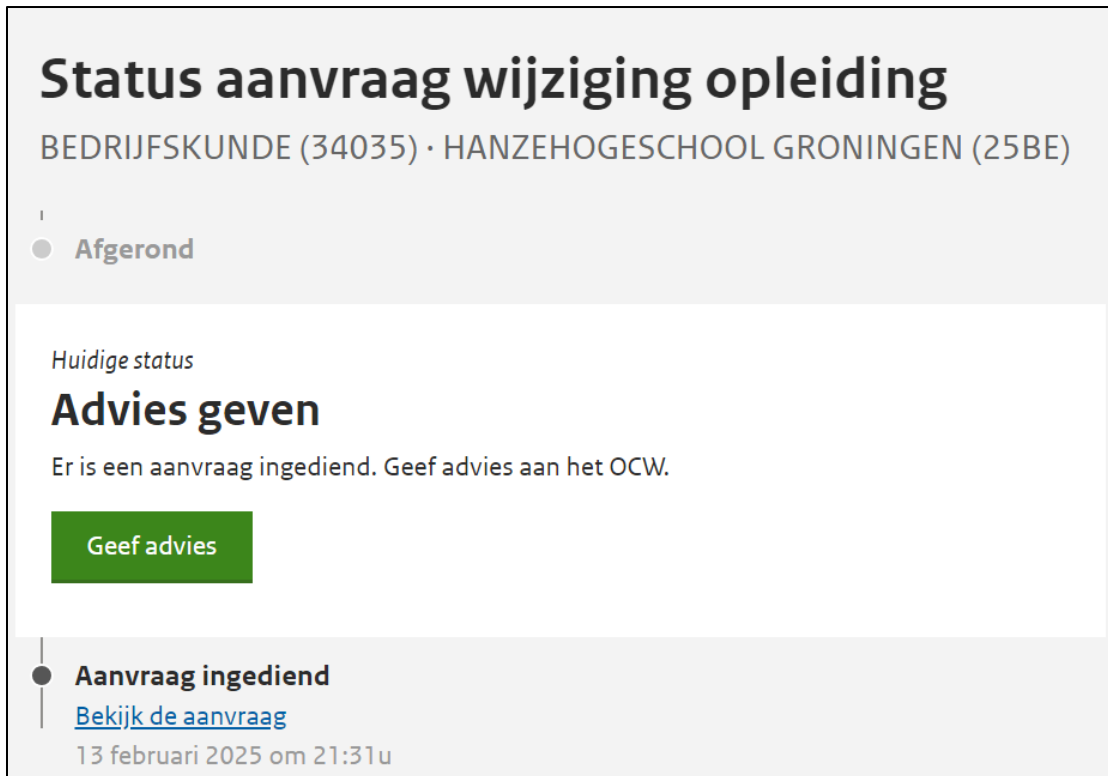 Status aanvraag wijziging opleiding
BEDRIJFSKUNDE (34035) · HANZEHOGESCHOOL GRONINGEN (25BE)
Afgerond
Huidige status
Advies geven
Er is een aanvraag ingediend. Geef advies aan het OCW.
Geef advies
Aanvraag ingediend
Bekijk de aanvraag
13 februari 2025 om 21:31u